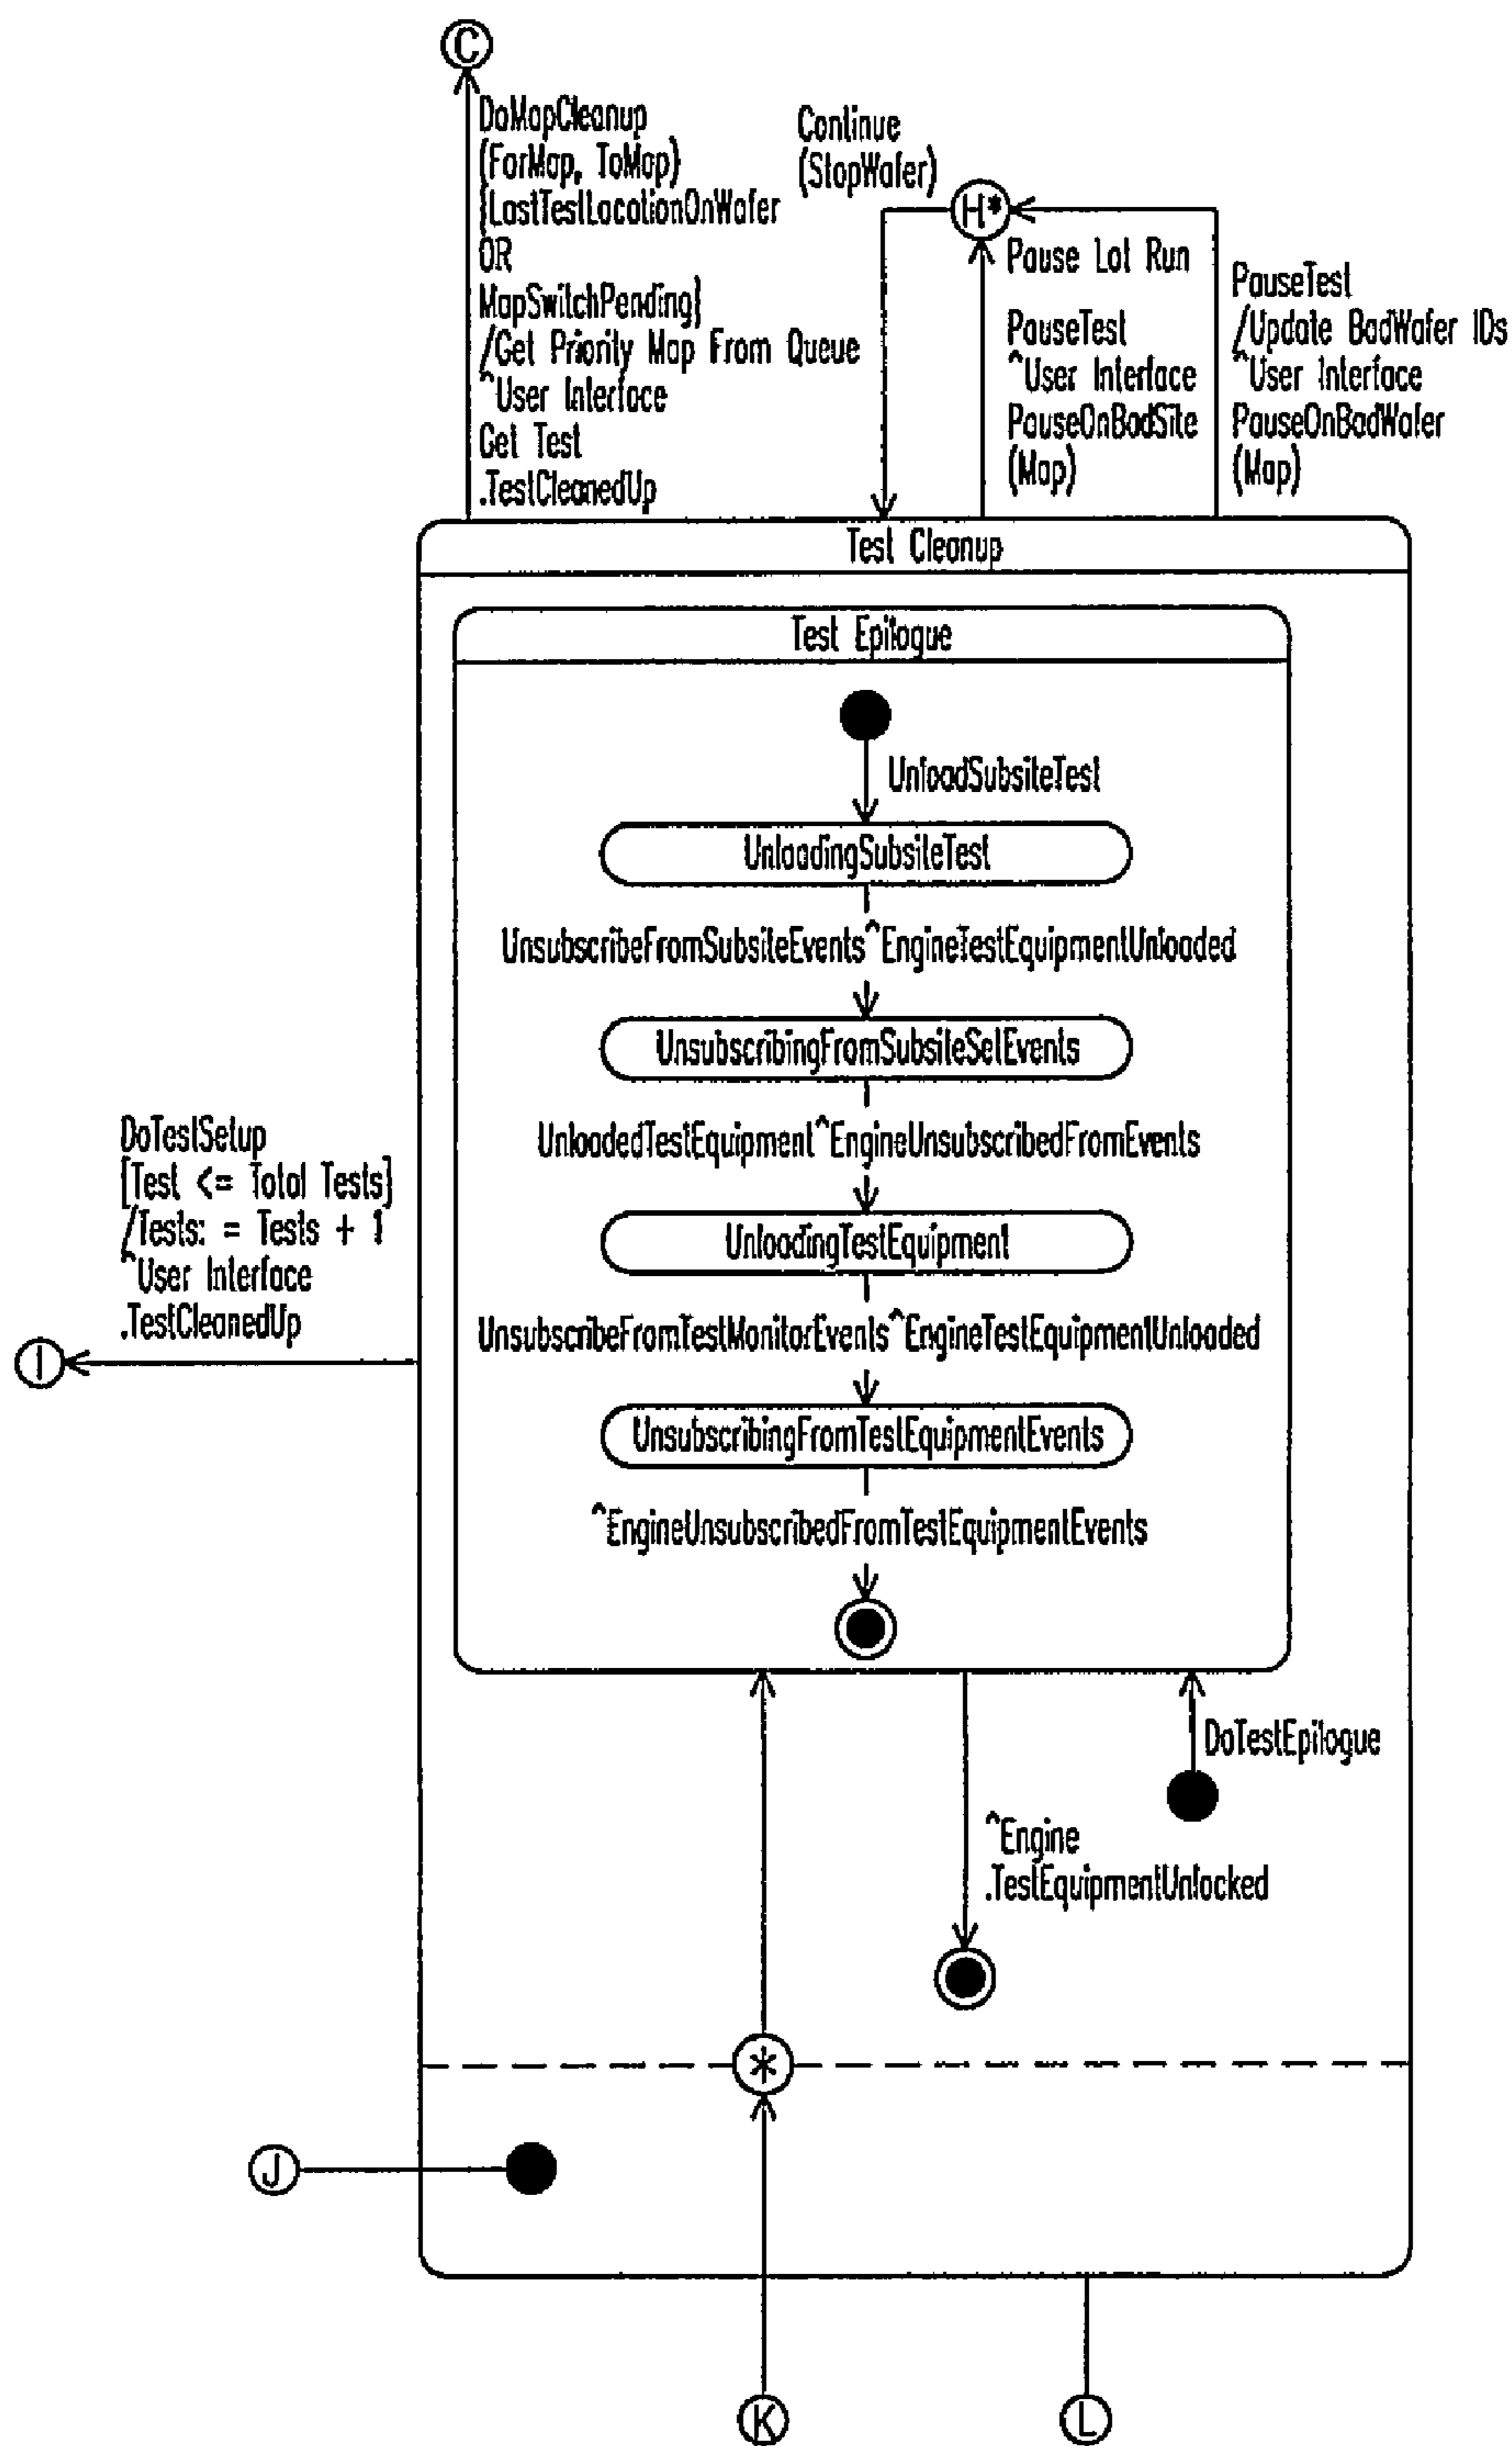 C
DoMapCleanup
(ForMap, ToMap)
[LastTestLocationOnWafer
OR
MapSwitchPending]
/Get Priority Map From Queue
^User Interface
Get Test
.TestCleanedUp
Continue
(StopWafer)
H*
Pause Lot Run
PauseTest
^User Interface
PauseOnBadSite
(Map)
PauseTest
/Update BadWafer IDs
^User Interface
PauseOnBadWafer
(Map)
Test Cleanup
Test Epilogue
UnloadSubsiteTest
UnloadingSubsiteTest
UnsubscribeFromSubsiteEvents^EngineTestEquipmentUnloaded
UnsubscribingFromSubsiteSetEvents
UnloadedTestEquipment^EngineUnsubscribedFromEvents
UnloadingTestEquipment
UnsubscribeFromTestMonitorEvents^EngineTestEquipmentUnloaded
UnsubscribingFromTestEquipmentEvents
^EngineUnsubscribedFromTestEquipmentEvents
DoTestSetup
[Test <= Total Tests]
/Tests: = Tests + 1
^User Interface
.TestCleanedUp
I
DoTestEpilogue
^Engine
.TestEquipmentUnlocked
*
J
K
L